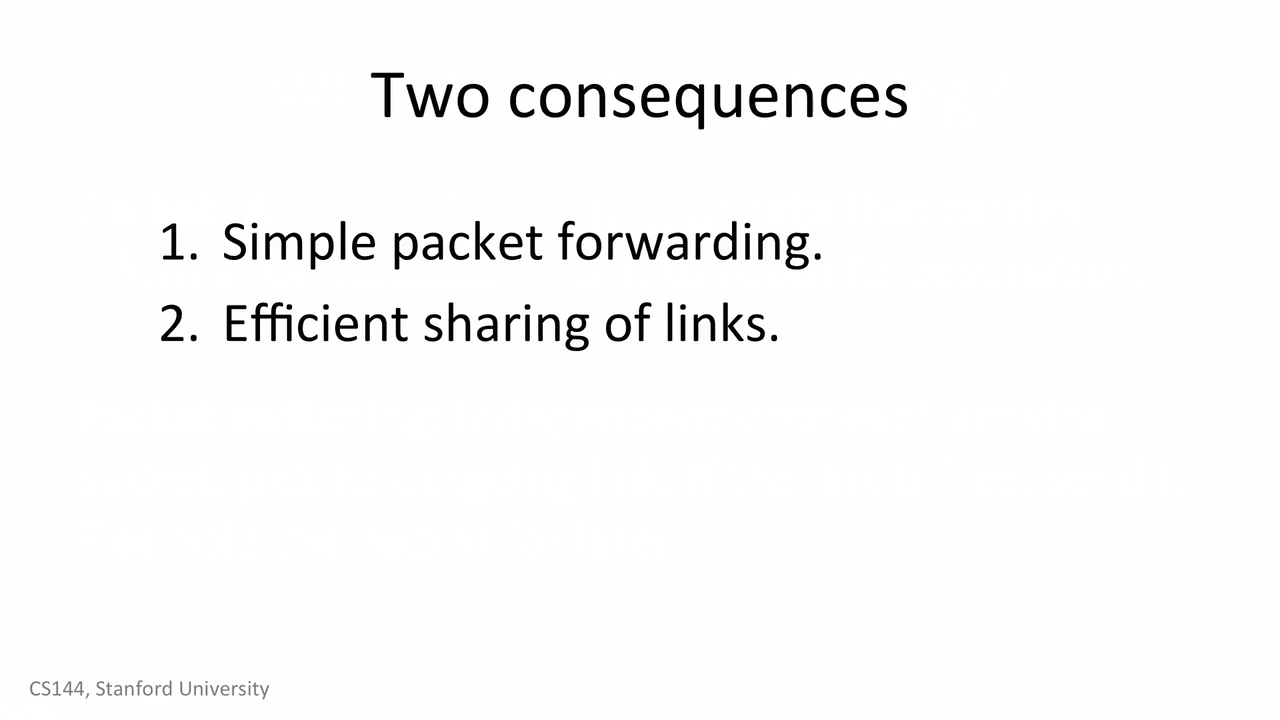 Two consequences
1. Simple packet forwarding.
2. Efficient sharing of links.
CS144, Stanford University